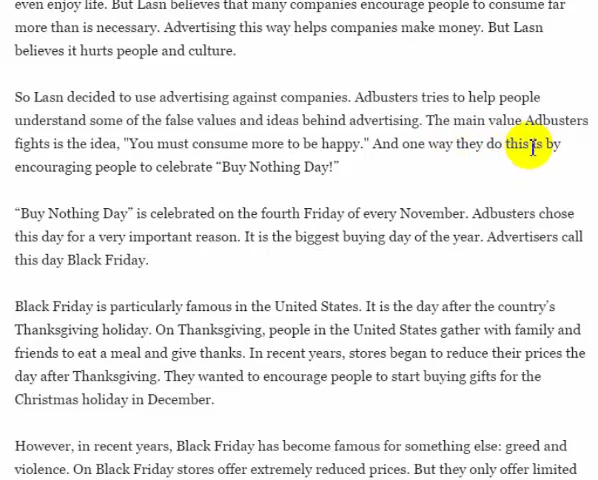 even enjoy life. But Lasn believes that many companies encourage people to consume far
more than is necessary. Advertising this way helps companies make money. But Lasn
believes it hurts people and culture.
So Lasn decided to use advertising against companies. Adbusters tries to help people
understand some of the false values and ideas behind advertising. The main value Adbusters
fights is the idea, "You must consume more to be happy." And one way they do this is by
encouraging people to celebrate “Buy Nothing Day!”
“Buy Nothing Day” is celebrated on the fourth Friday of every November. Adbusters chose
this day for a very important reason. It is the biggest buying day of the year. Advertisers call
this day Black Friday.
Black Friday is particularly famous in the United States. It is the day after the country’s
Thanksgiving holiday. On Thanksgiving, people in the United States gather with family and
friends to eat a meal and give thanks. In recent years, stores began to reduce their prices the
day after Thanksgiving. They wanted to encourage people to start buying gifts for the
Christmas holiday in December.
However, in recent years, Black Friday has become famous for something else: greed and
violence. On Black Friday stores offer extremely reduced prices. But they only offer limited